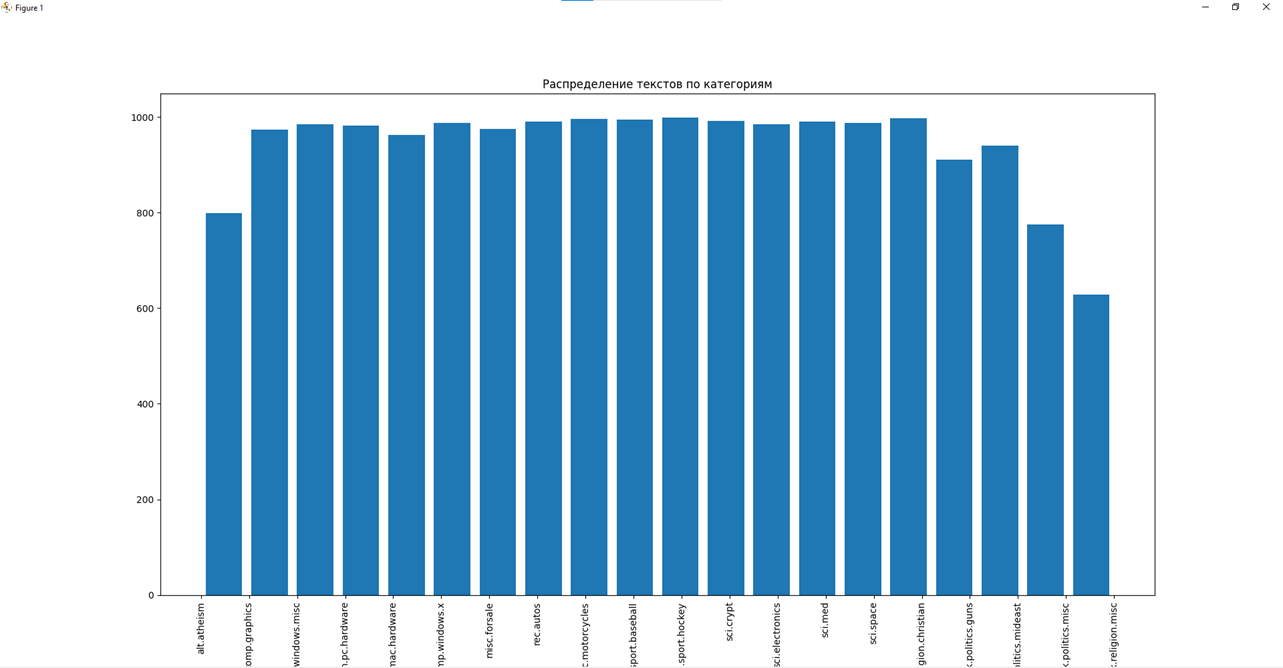 Figure 1
Распределение текстов по категориям
1000
800
600
400
200
0
alt.atheism
omp.graphics
windows.misc
.pc.hardware
mac.hardware
mp.windows.x
misc.forsale
rec.autos
c.motorcycles
sport.baseball
.sport.hockey
sci.crypt
sci.electronics
sci.med
sci.space
gion.christian
k.politics.guns
litics.mideast
k.politics.misc
.religion.misc